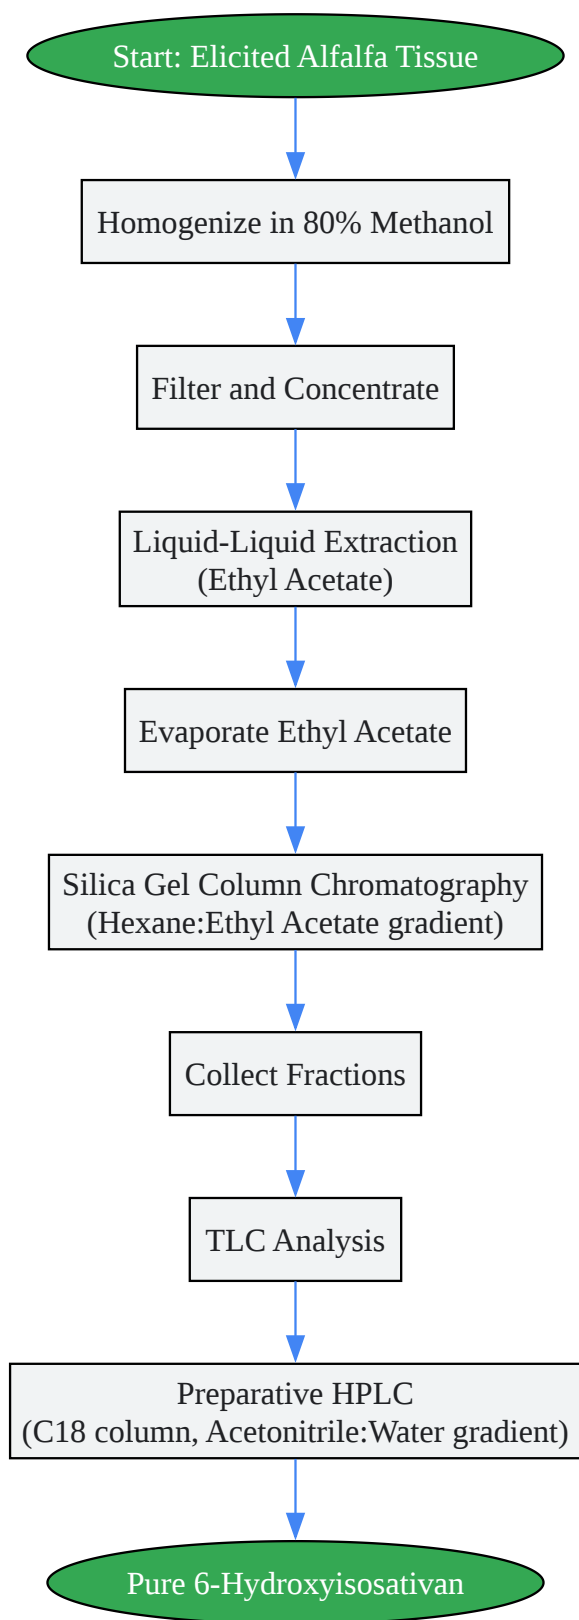 Start: Elicited Alfalfa Tissue
Homogenize in 80% Methanol
Filter and Concentrate
Liquid-Liquid Extraction
(Ethyl Acetate)
Evaporate Ethyl Acetate
Silica Gel Column Chromatography
(Hexane:Ethyl Acetate gradient)
Collect Fractions
TLC Analysis
Preparative HPLC
(C18 column, Acetonitrile:Water gradient)
Pure 6-Hydroxyisosativan